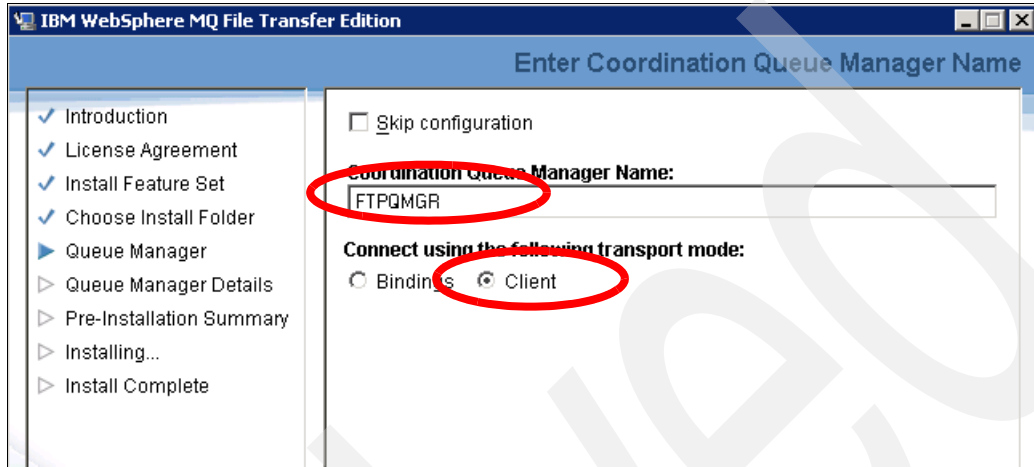 IBM WebSphere MQ File Transfer Edition
Enter Coordination Queue Manager Name
Introduction
License Agreement
Install Feature Set
Choose Install Folder
Queue Manager
Queue Manager Details
Pre-Installation Summary
Installing...
Install Complete
Skip configuration
Coordination Queue Manager Name:
FTPQMGR
Connect using the following transport mode:
Bindings Client